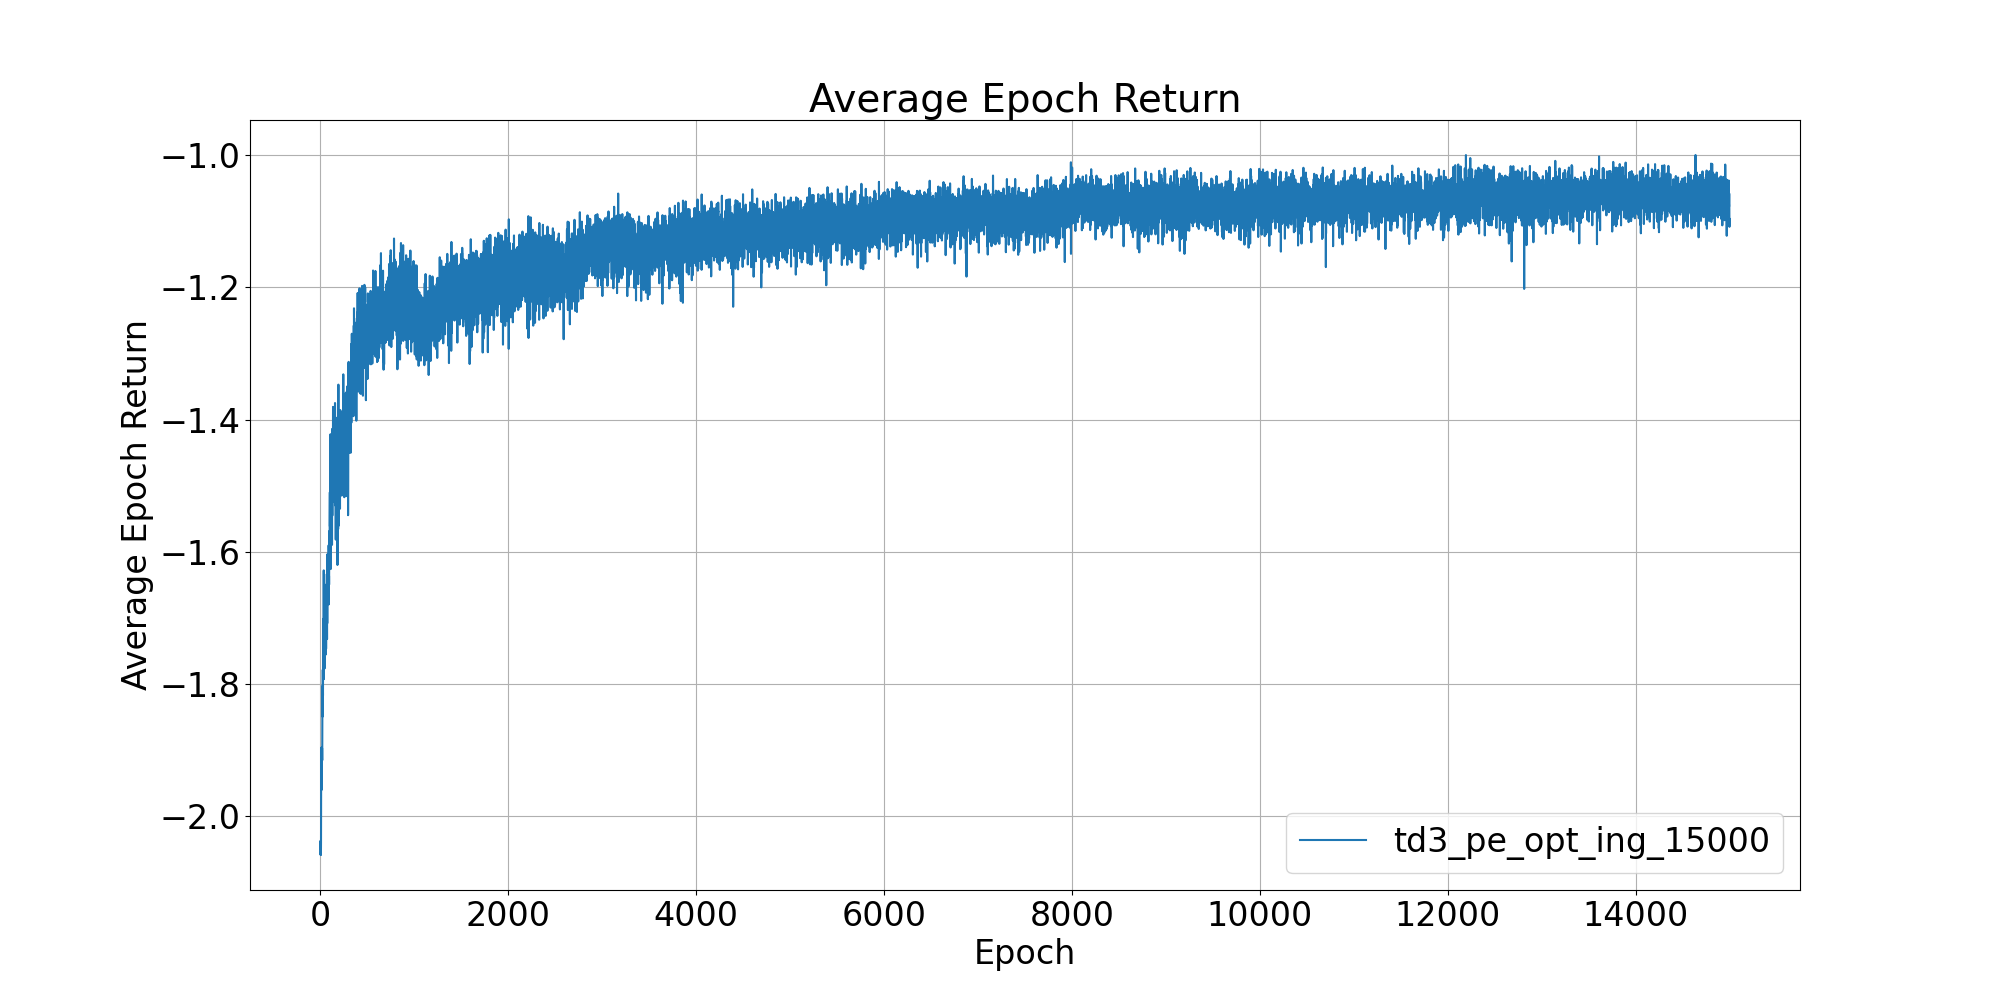 Average Epoch Return
Average Epoch Return
−1.0
−1.2
−1.4
−1.6
−1.8
−2.0
td3_pe_opt_ing_15000
0 2000 4000 6000 8000 10000 12000 14000
Epoch